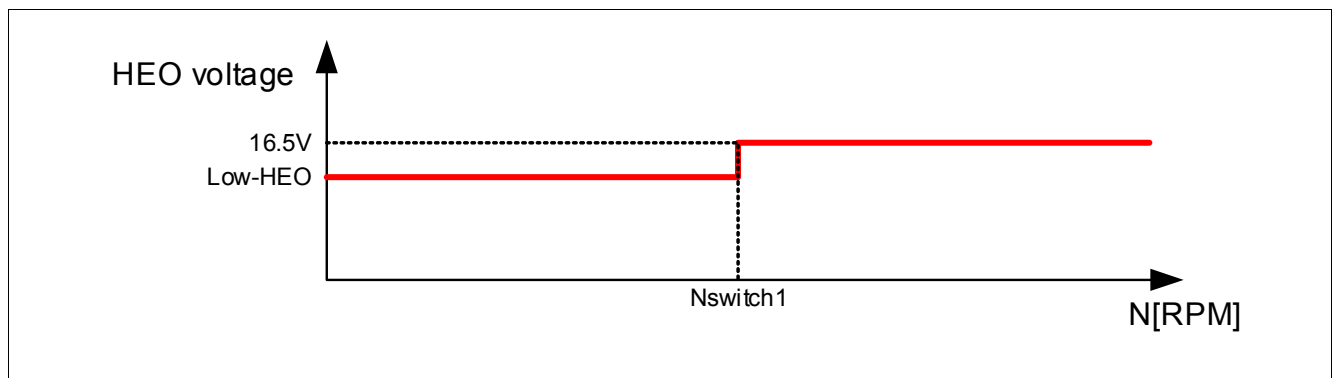 HEO voltage
16.5V
Low-HEO
Nswitch1
N[RPM]